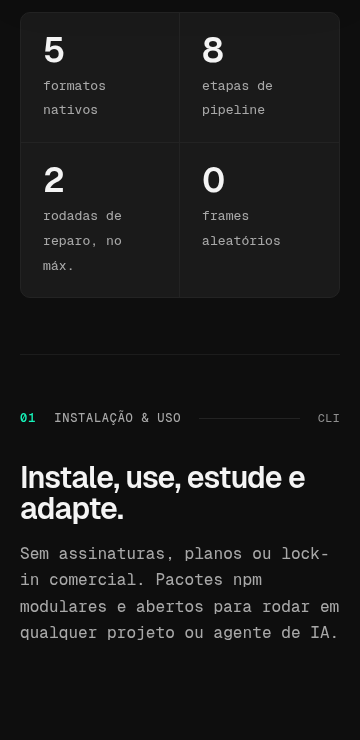 5
formatos
nativos
8
etapas de
pipeline
2
rodadas de
reparo, no
máx.
0
frames
aleatórios
01 INSTALAÇÃO & USO CLI
Instale, use, estude e
adapte.
Sem assinaturas, planos ou lock-
in comercial. Pacotes npm
modulares e abertos para rodar em
qualquer projeto ou agente de IA.